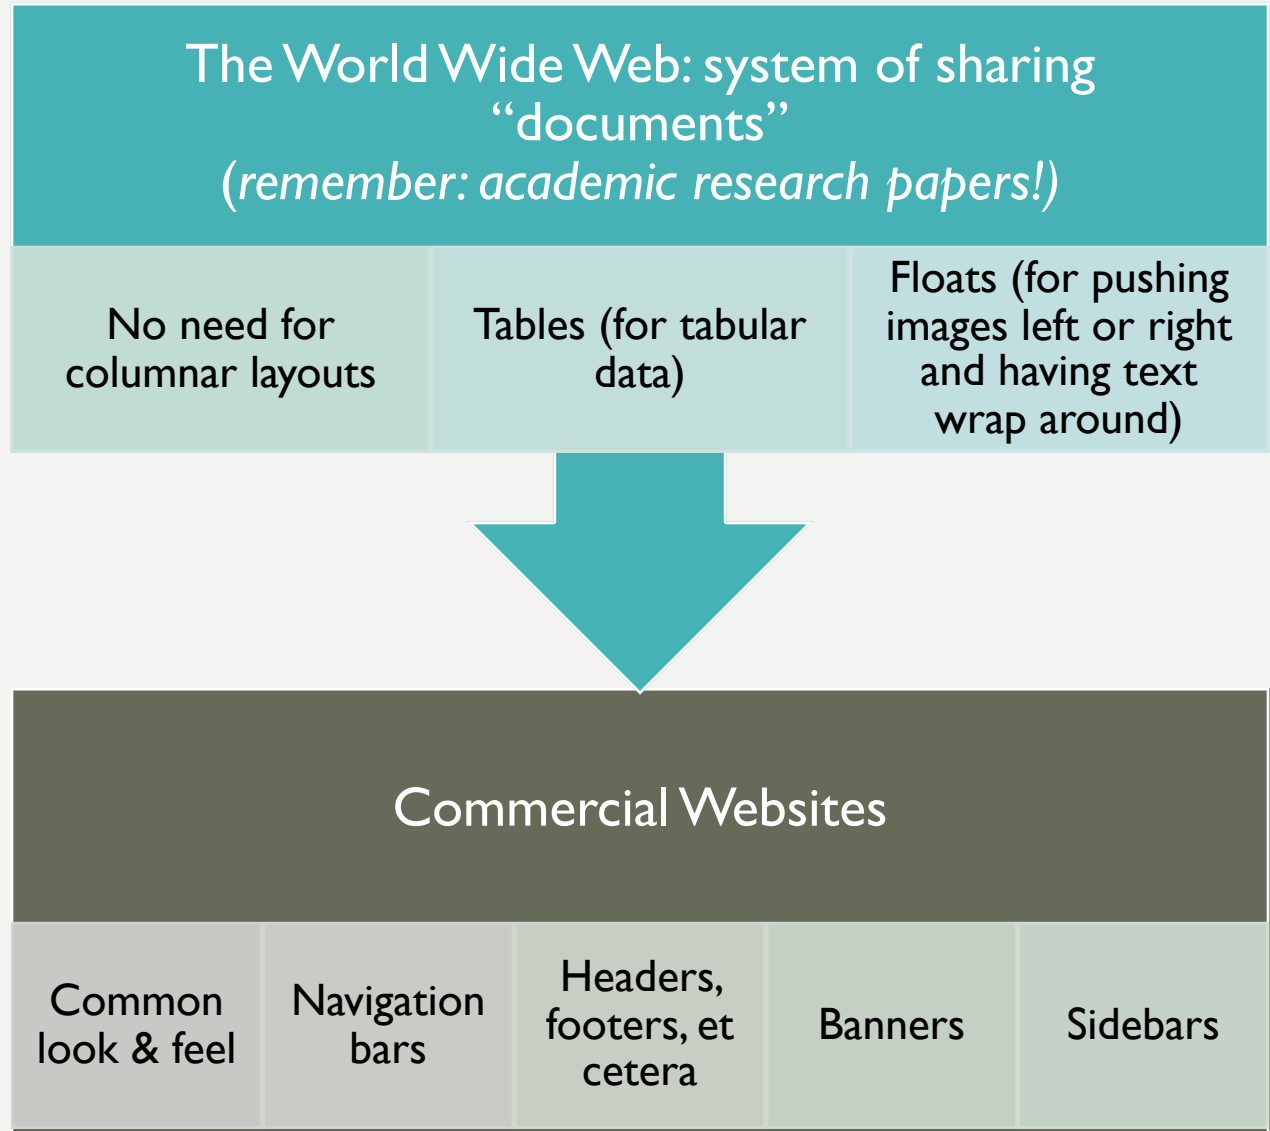 The World Wide Web: system of sharing
“documents”
(remember: academic research papers!)
No need for
columnar layouts
Tables (for tabular
data)
Floats (for pushing
images left or right
and having text
wrap around)
Commercial Websites
Common
look & feel
Navigation
bars
Headers,
footers, et
cetera
Banners
Sidebars